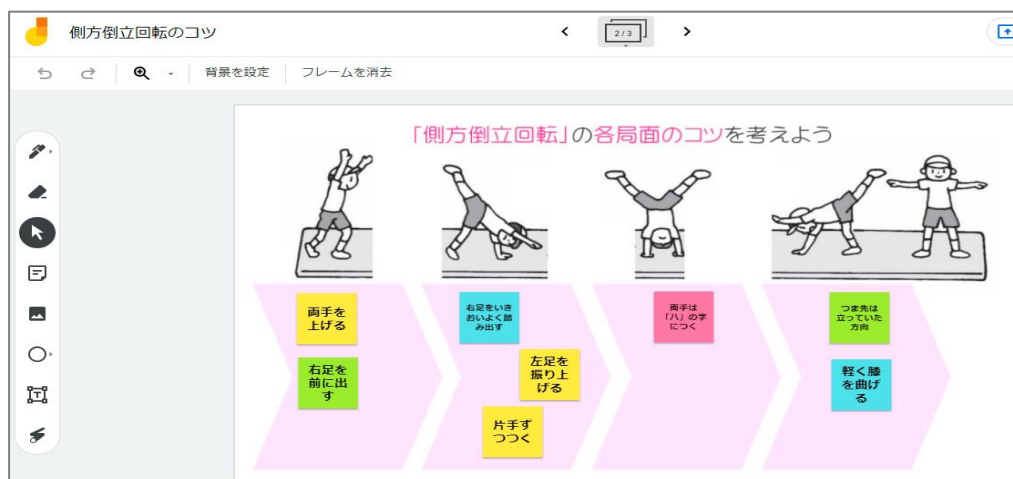 側方倒立回転のコツ
2 / 3
背景を設定 フレームを消去
「側方倒立回転」の各局面のコツを考えよう
両手を
上げる
右足を
前に出
す
右足をいき
おいよく踏
み出す
左足を
振り上
げる
片手ず
つつく
両手は
「八」の字
につく
つま先は
立っていた
方向
軽く膝
を曲げ
る